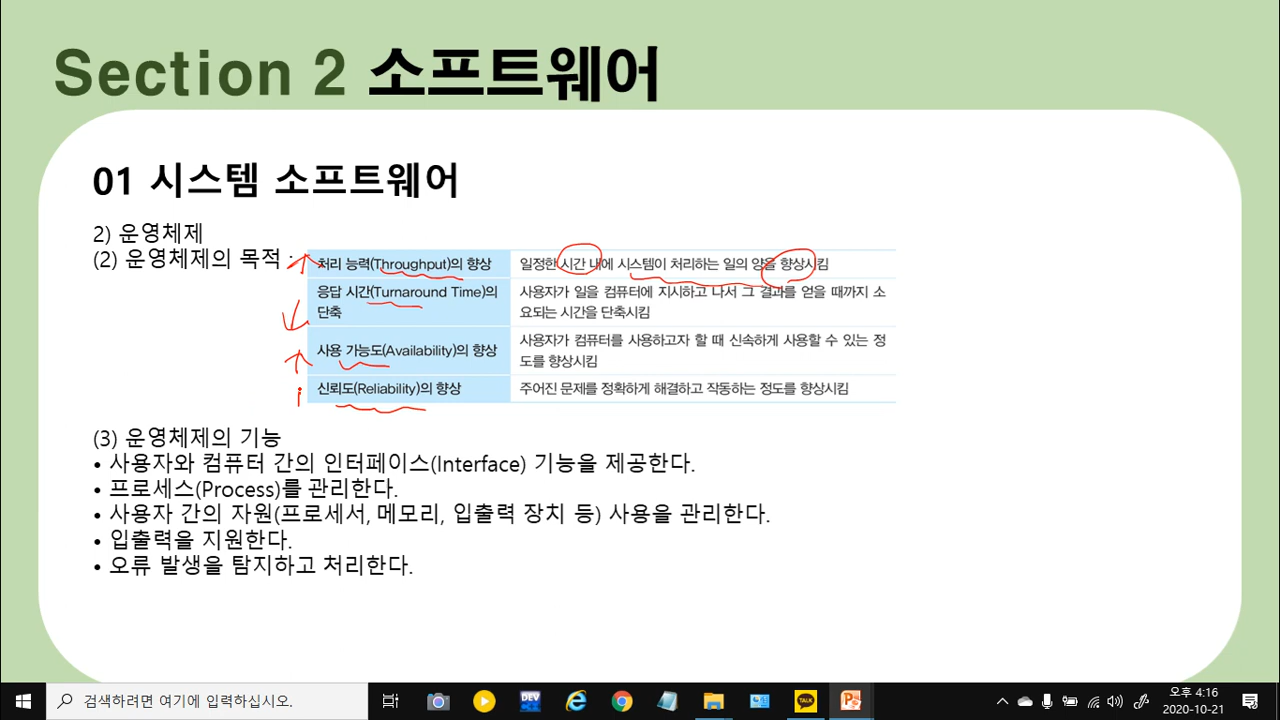 Section 2 소프트웨어
01 시스템 소프트웨어
2) 운영체제
(2) 운영체제의 목적 :
처리 능력(Throughput)의 향상
일정한 시간 내에 시스템이 처리하는 일의 양을 향상시킴
응답 시간(Turnaround Time)의
단축
사용자가 일을 컴퓨터에 지시하고 나서 그 결과를 얻을 때까지 소
요되는 시간을 단축시킴
사용 가능도(Availability)의 향상
사용자가 컴퓨터를 사용하고자 할 때 신속하게 사용할 수 있는 정
도를 향상시킴
신뢰도(Reliability)의 향상
주어진 문제를 정확하게 해결하고 작동하는 정도를 향상시킴
(3) 운영체제의 기능
• 사용자와 컴퓨터 간의 인터페이스(Interface) 기능을 제공한다.
• 프로세스(Process)를 관리한다.
• 사용자 간의 자원(프로세서, 메모리, 입출력 장치 등) 사용을 관리한다.
• 입출력을 지원한다.
• 오류 발생을 탐지하고 처리한다.
검색하려면 여기에 입력하십시오.
DEV
TALK
오후 4:16
2020-10-21